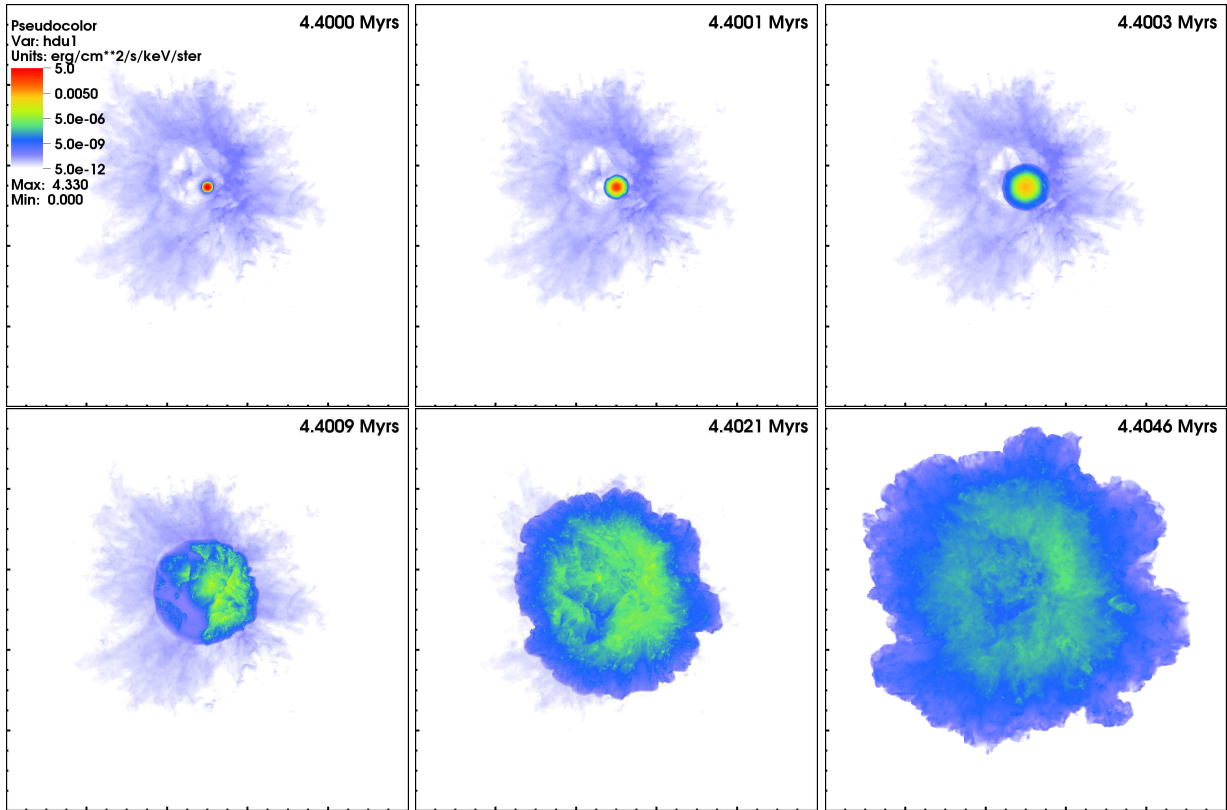 4.4000 Myrs
4.4001 Myrs
4.4003 Myrs
Pseudocolor
Var: hdu1
Units: erg/cm**2/s/keV/ster
5.0
0.0050
5.0e-06
5.0e-09
5.0e-12
Max: 4.330
Min: 0.000
4.4009 Myrs
4.4021 Myrs
4.4046 Myrs